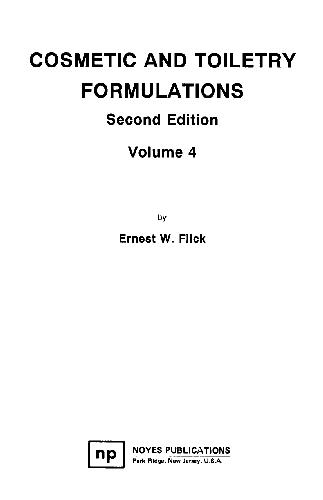 COSMETIC AND TOILETRY
FORMULATIONS
Second Edition
Volume 4
by
Ernest W. Flick
np
NOYES PUBLICATIONS
Park Ridge, New Jersey, U.S.A.